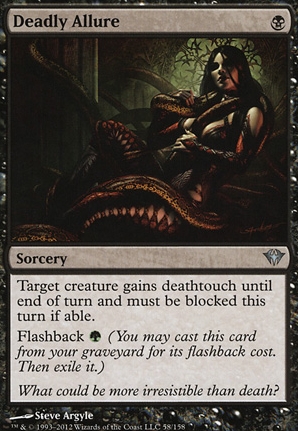 Deadly Allure
Sorcery
Target creature gains deathtouch until
end of turn and must be blocked this
turn if able.
Flashback (You may cast this card
from your graveyard for its flashback cost.
Then exile it.)
What could be more irresistible than death?
Steve Argyle
™ & © 1993–2012 Wizards of the Coast LLC 58/158